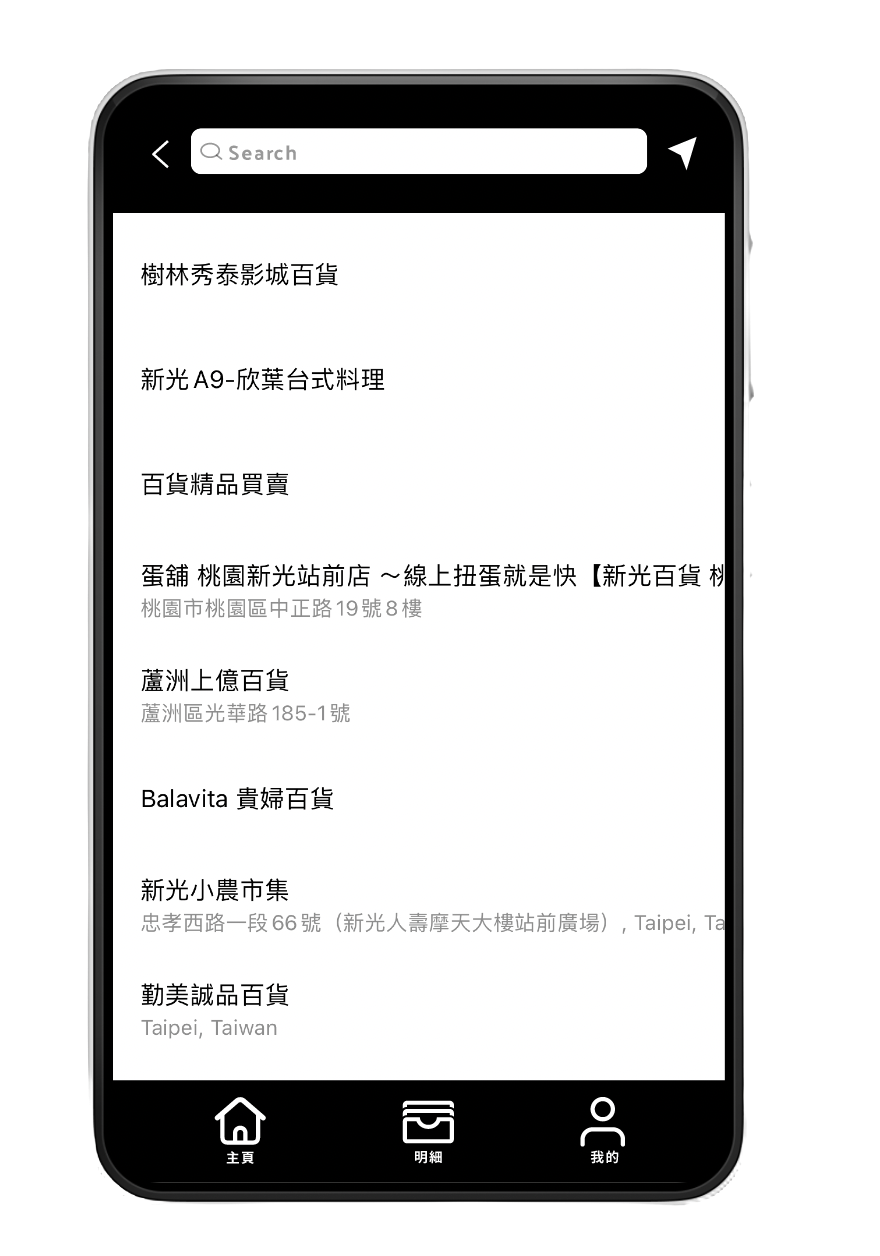 Search
樹林秀泰影城百貨
新光A9-欣葉台式料理
百貨精品買賣
蛋舖 桃園新光站前店 ～線上扭蛋就是快【新光百貨 桃
桃園市桃園區中正路19號8樓
蘆洲上億百貨
蘆洲區光華路185-1號
Balavita 貴婦百貨
新光小農市集
忠孝西路一段66號（新光人壽摩天大樓站前廣場）, Taipei, Ta
勤美誠品百貨
Taipei, Taiwan
主頁 明細 我的